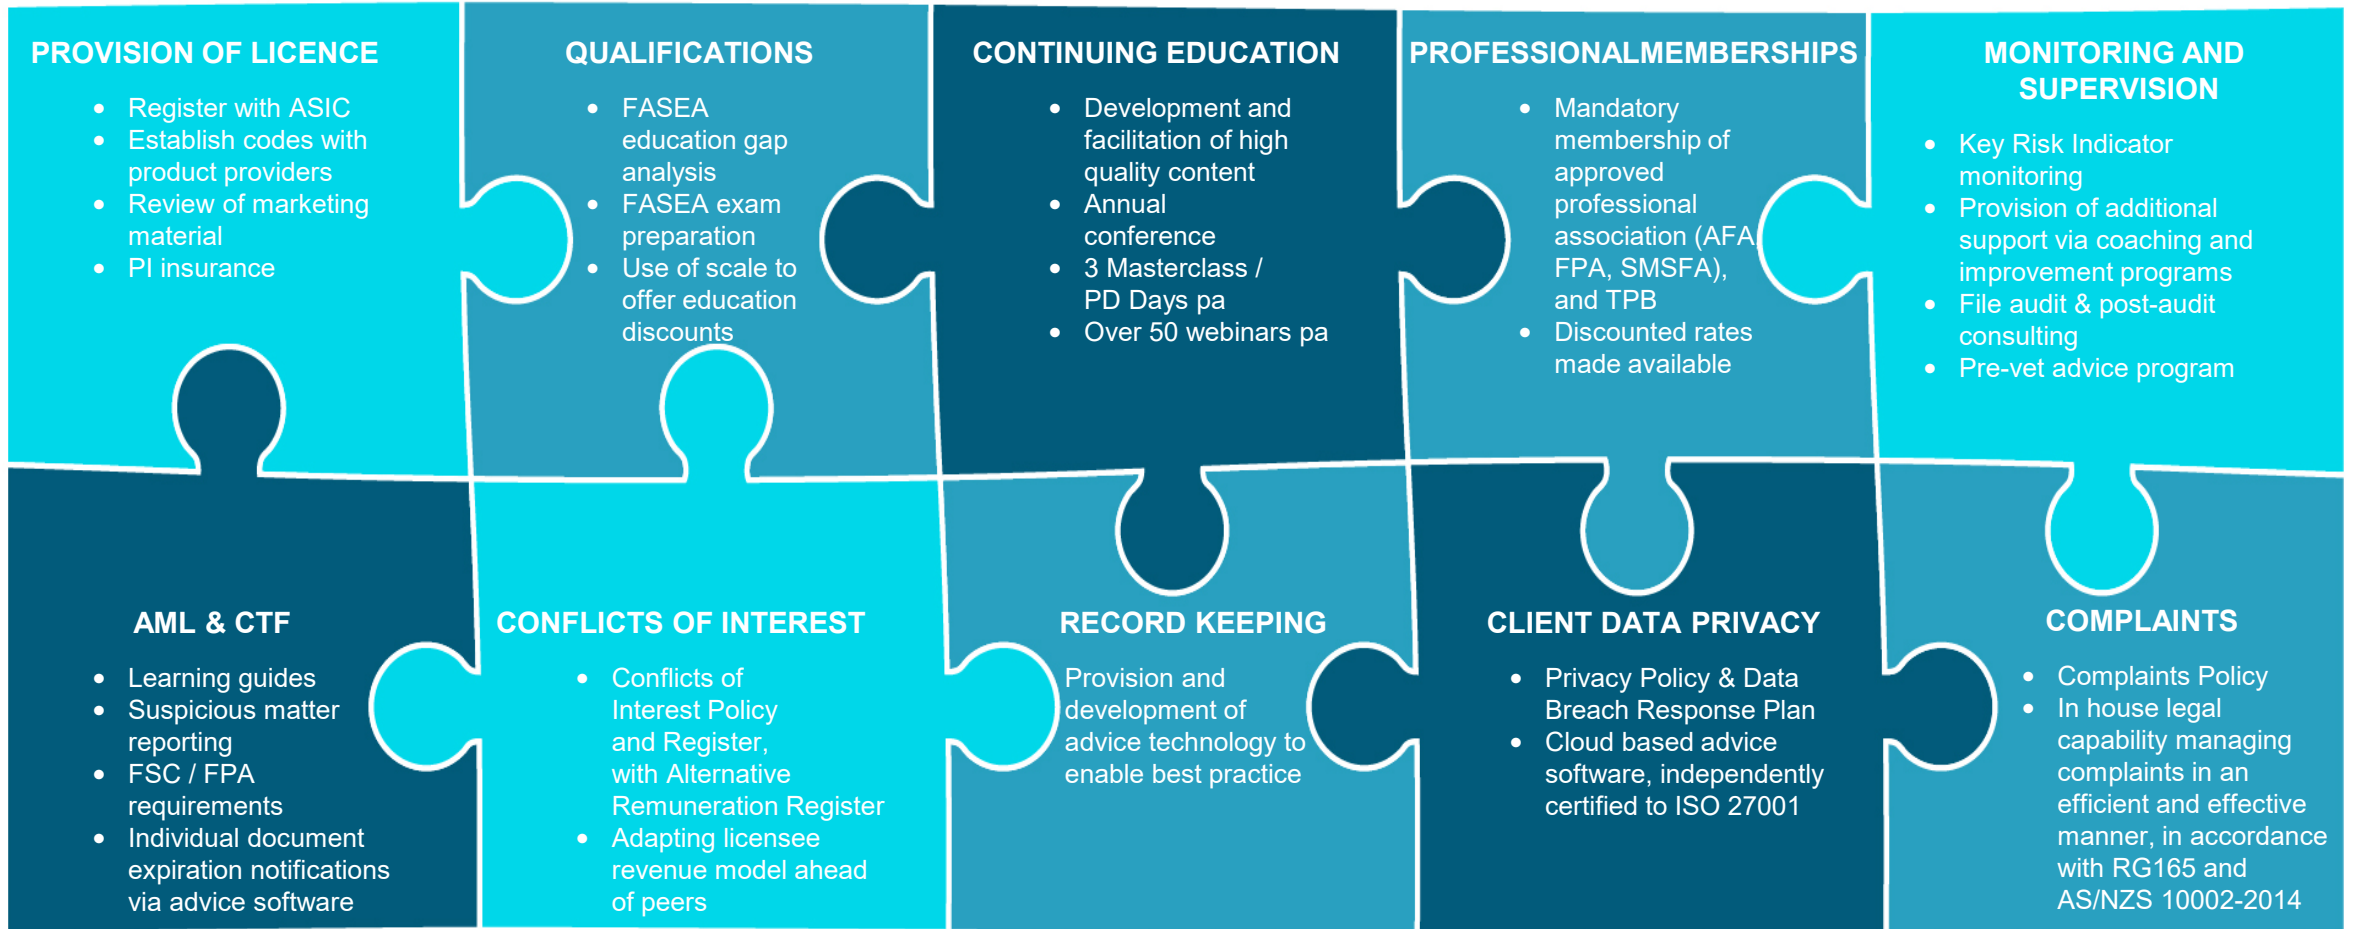 PROVISION OF LICENCE
• Register with ASIC
• Establish codes with
product providers
• Review of marketing
material
• PI insurance
QUALIFICATIONS
• FASEA
education gap
analysis
• FASEA exam
preparation
• Use of scale to
offer education
discounts
CONTINUING EDUCATION
• Development and
facilitation of high
quality content
• Annual
conference
• 3 Masterclass /
PD Days pa
• Over 50 webinars pa
PROFESSIONALMEMBERSHIPS
• Mandatory
membership of
approved
professional
association (AFA,
FPA, SMSFA),
and TPB
• Discounted rates
made available
MONITORING AND
SUPERVISION
• Key Risk Indicator
monitoring
• Provision of additional
support via coaching and
improvement programs
• File audit & post-audit
consulting
• Pre-vet advice program
AML & CTF
• Learning guides
• Suspicious matter
reporting
• FSC / FPA
requirements
• Individual document
expiration notifications
via advice software
CONFLICTS OF INTEREST
• Conflicts of
Interest Policy
and Register,
with Alternative
Remuneration Register
• Adapting licensee
revenue model ahead
of peers
RECORD KEEPING
Provision and
development of
advice technology to
enable best practice
CLIENT DATA PRIVACY
• Privacy Policy & Data
Breach Response Plan
• Cloud based advice
software, independently
certified to ISO 27001
COMPLAINTS
• Complaints Policy
• In house legal
capability managing
complaints in an
efficient and effective
manner, in accordance
with RG165 and
AS/NZS 10002-2014